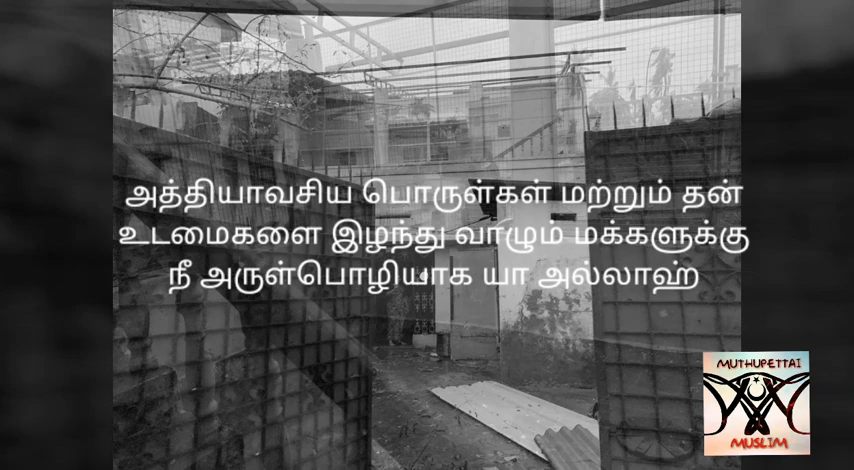 அத்தியாவசிய பொருள்கள் மற்றும் தன்
உடமைகளை இழந்து வாழும் மக்களுக்கு
நீ அருள்பொழியாக யா அல்லாஹ்
MUTHUPETTAI
MUSLIM